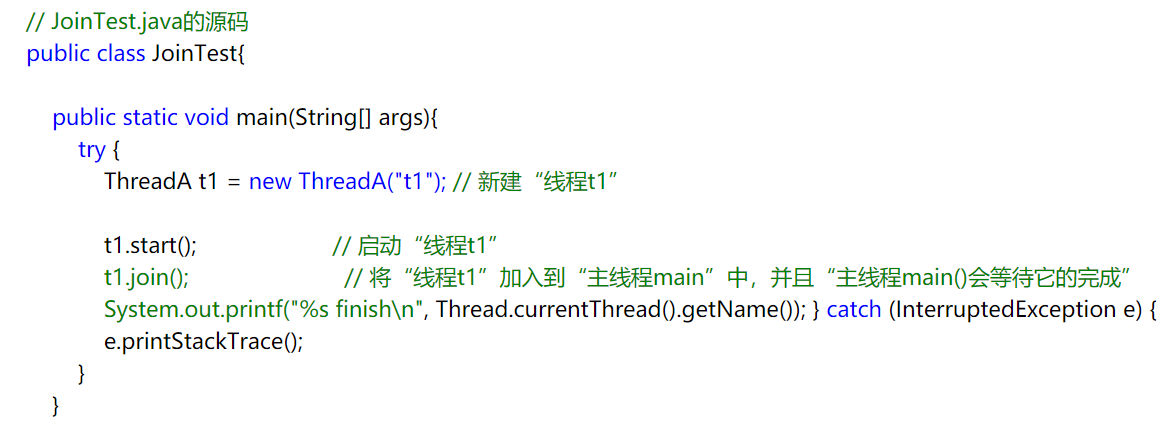 // JoinTest.java的源码
public class JoinTest{
public static void main(String[] args){
try {
ThreadA t1 = new ThreadA("t1"); // 新建“线程t1”
t1.start(); // 启动“线程t1”
t1.join(); // 将“线程t1”加入到“主线程main”中，并且“主线程main()会等待它的完成”
System.out.printf("%s finish\n", Thread.currentThread().getName()); } catch (InterruptedException e) {
e.printStackTrace();
}
}